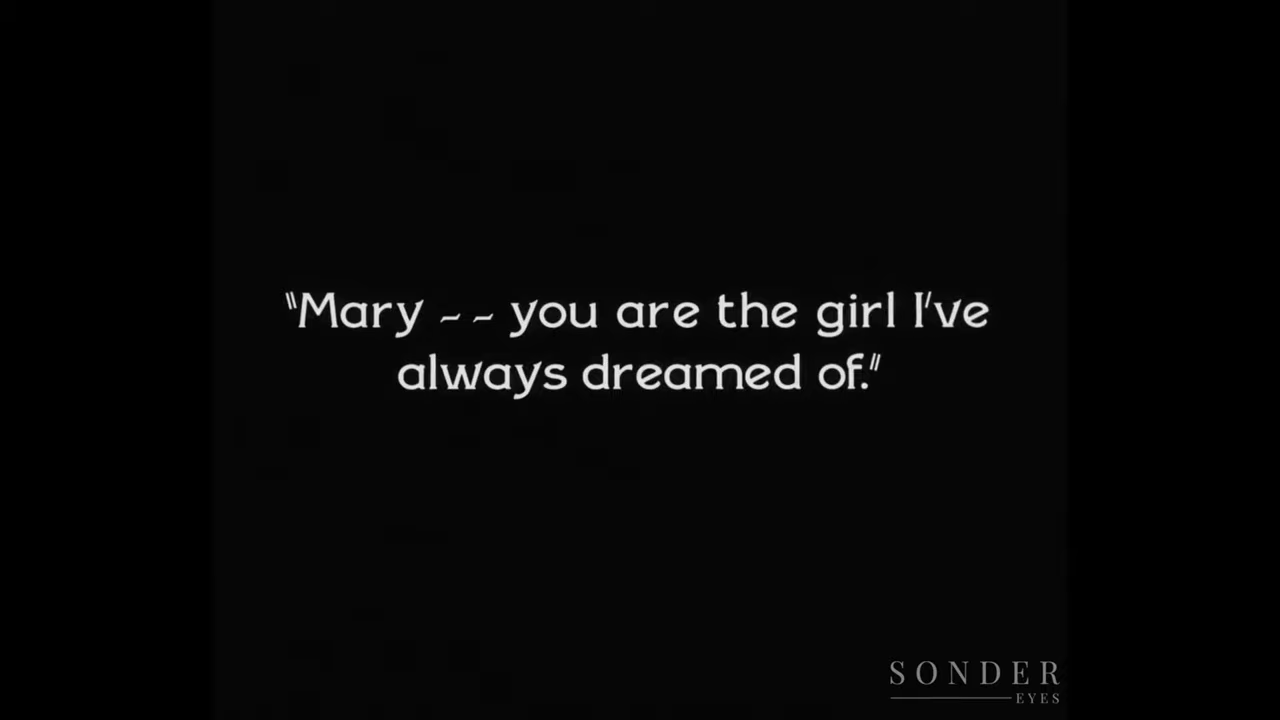 "Mary -- you are the girl I've
always dreamed of."
SONDER
EYES